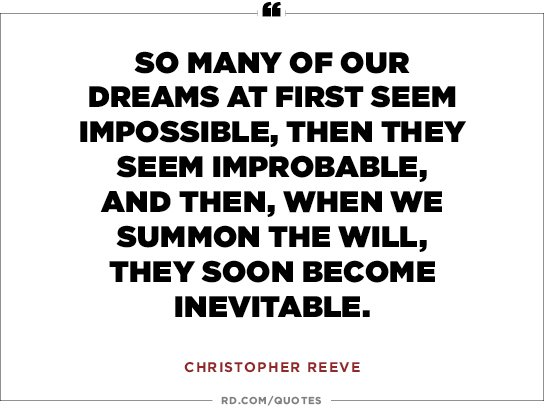 ❝
SO MANY OF OUR
DREAMS AT FIRST SEEM
IMPOSSIBLE, THEN THEY
SEEM IMPROBABLE,
AND THEN, WHEN WE
SUMMON THE WILL,
THEY SOON BECOME
INEVITABLE.
CHRISTOPHER REEVE
RD.COM/QUOTES